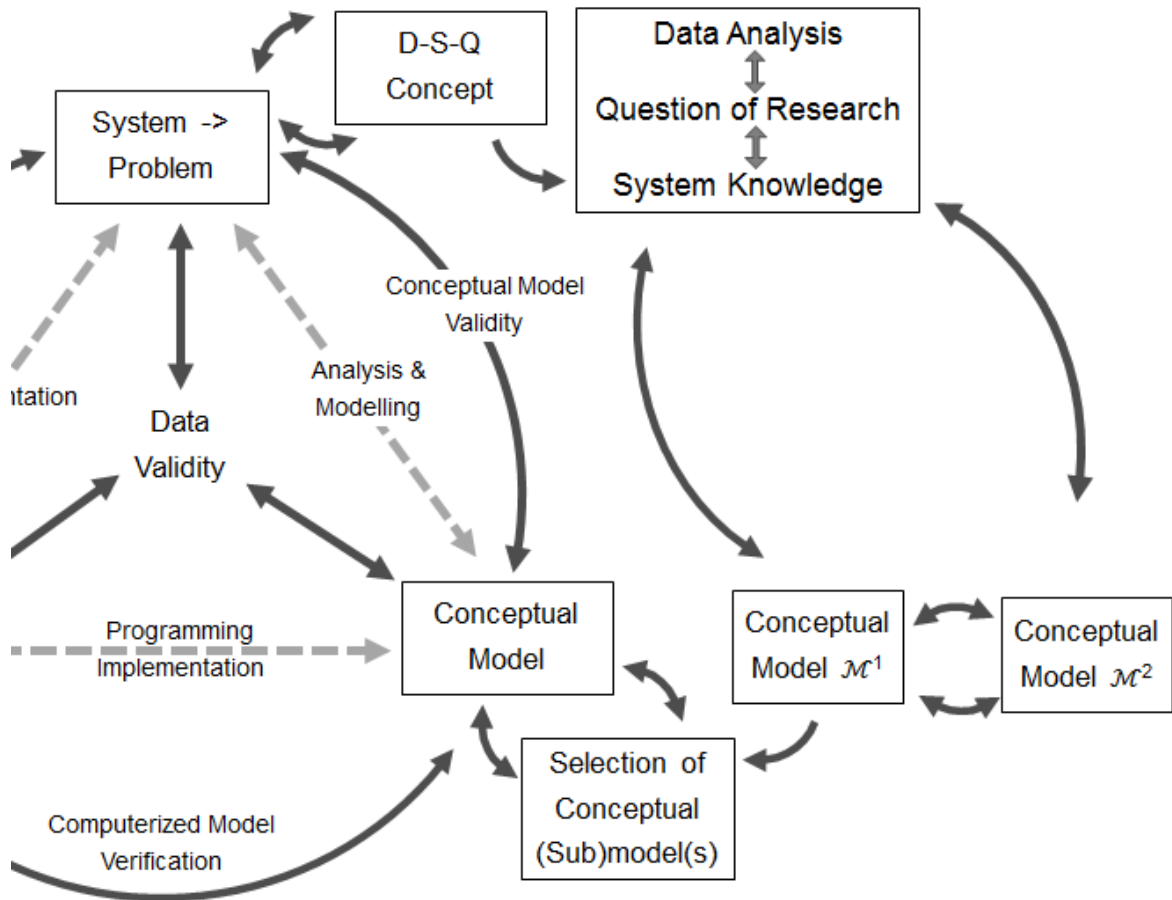 D-S-Q
Concept
Data Analysis
Question of Research
System Knowledge
System ->
Problem
Conceptual Model
Validity
Analysis &
Modelling
ntation
Data
Validity
Programming
Implementation
Conceptual
Model
Conceptual
Model ℳ¹
Conceptual
Model ℳ²
Selection of
Conceptual
(Sub)model(s)
Computerized Model
Verification